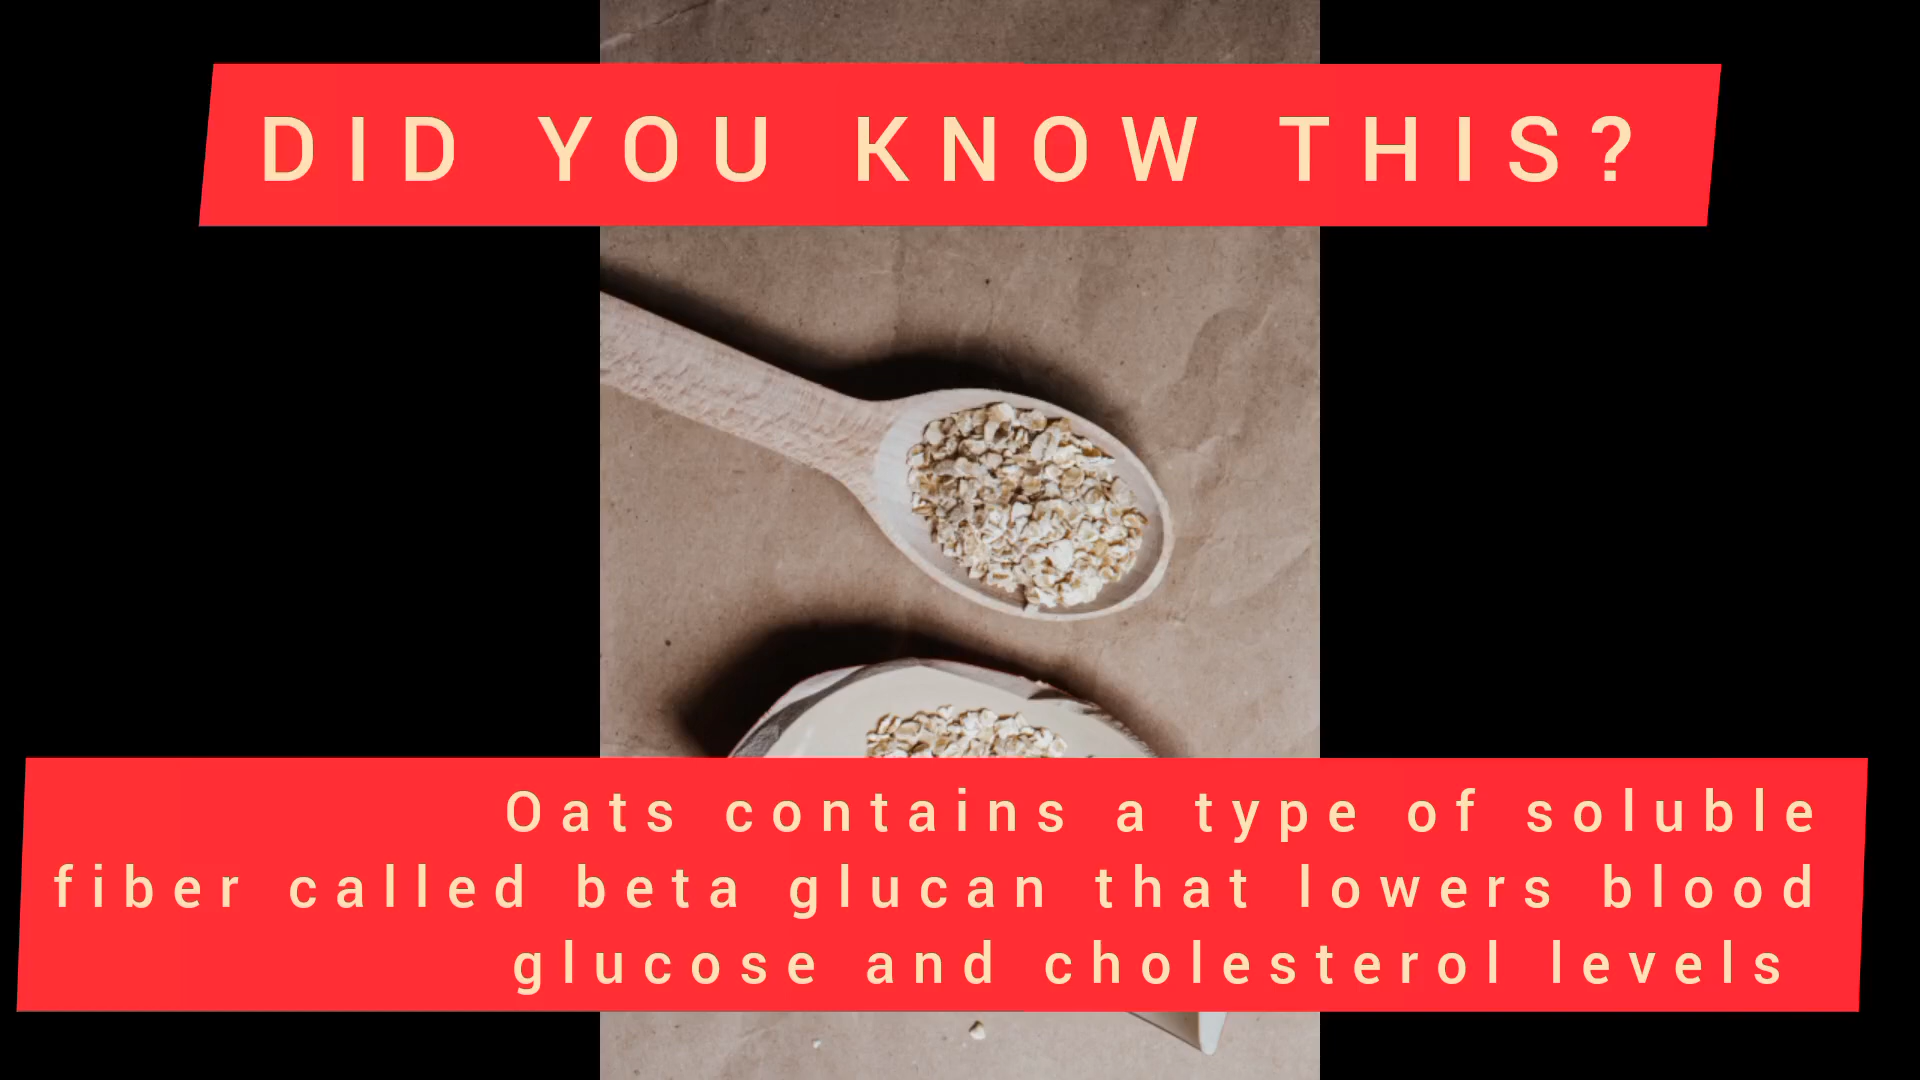 DID YOU KNOW THIS?
Oats contains a type of soluble
fiber called beta glucan that lowers blood
glucose and cholesterol levels